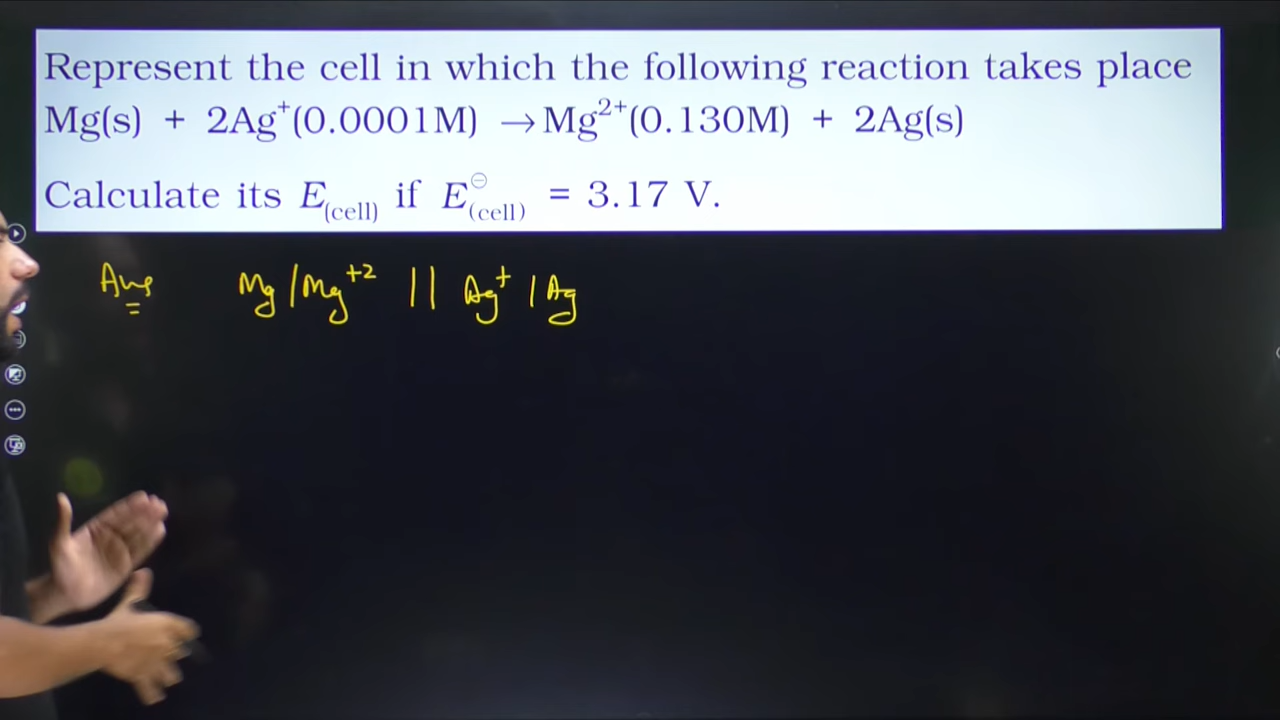 Represent the cell in which the following reaction takes place
Mg(s) + 2Ag⁺(0.0001M) → Mg²⁺(0.130M) + 2Ag(s)
Calculate its E(cell) if E⊖(cell) = 3.17 V.
Ans Mg/Mg⁺² || Ag⁺ | Ag